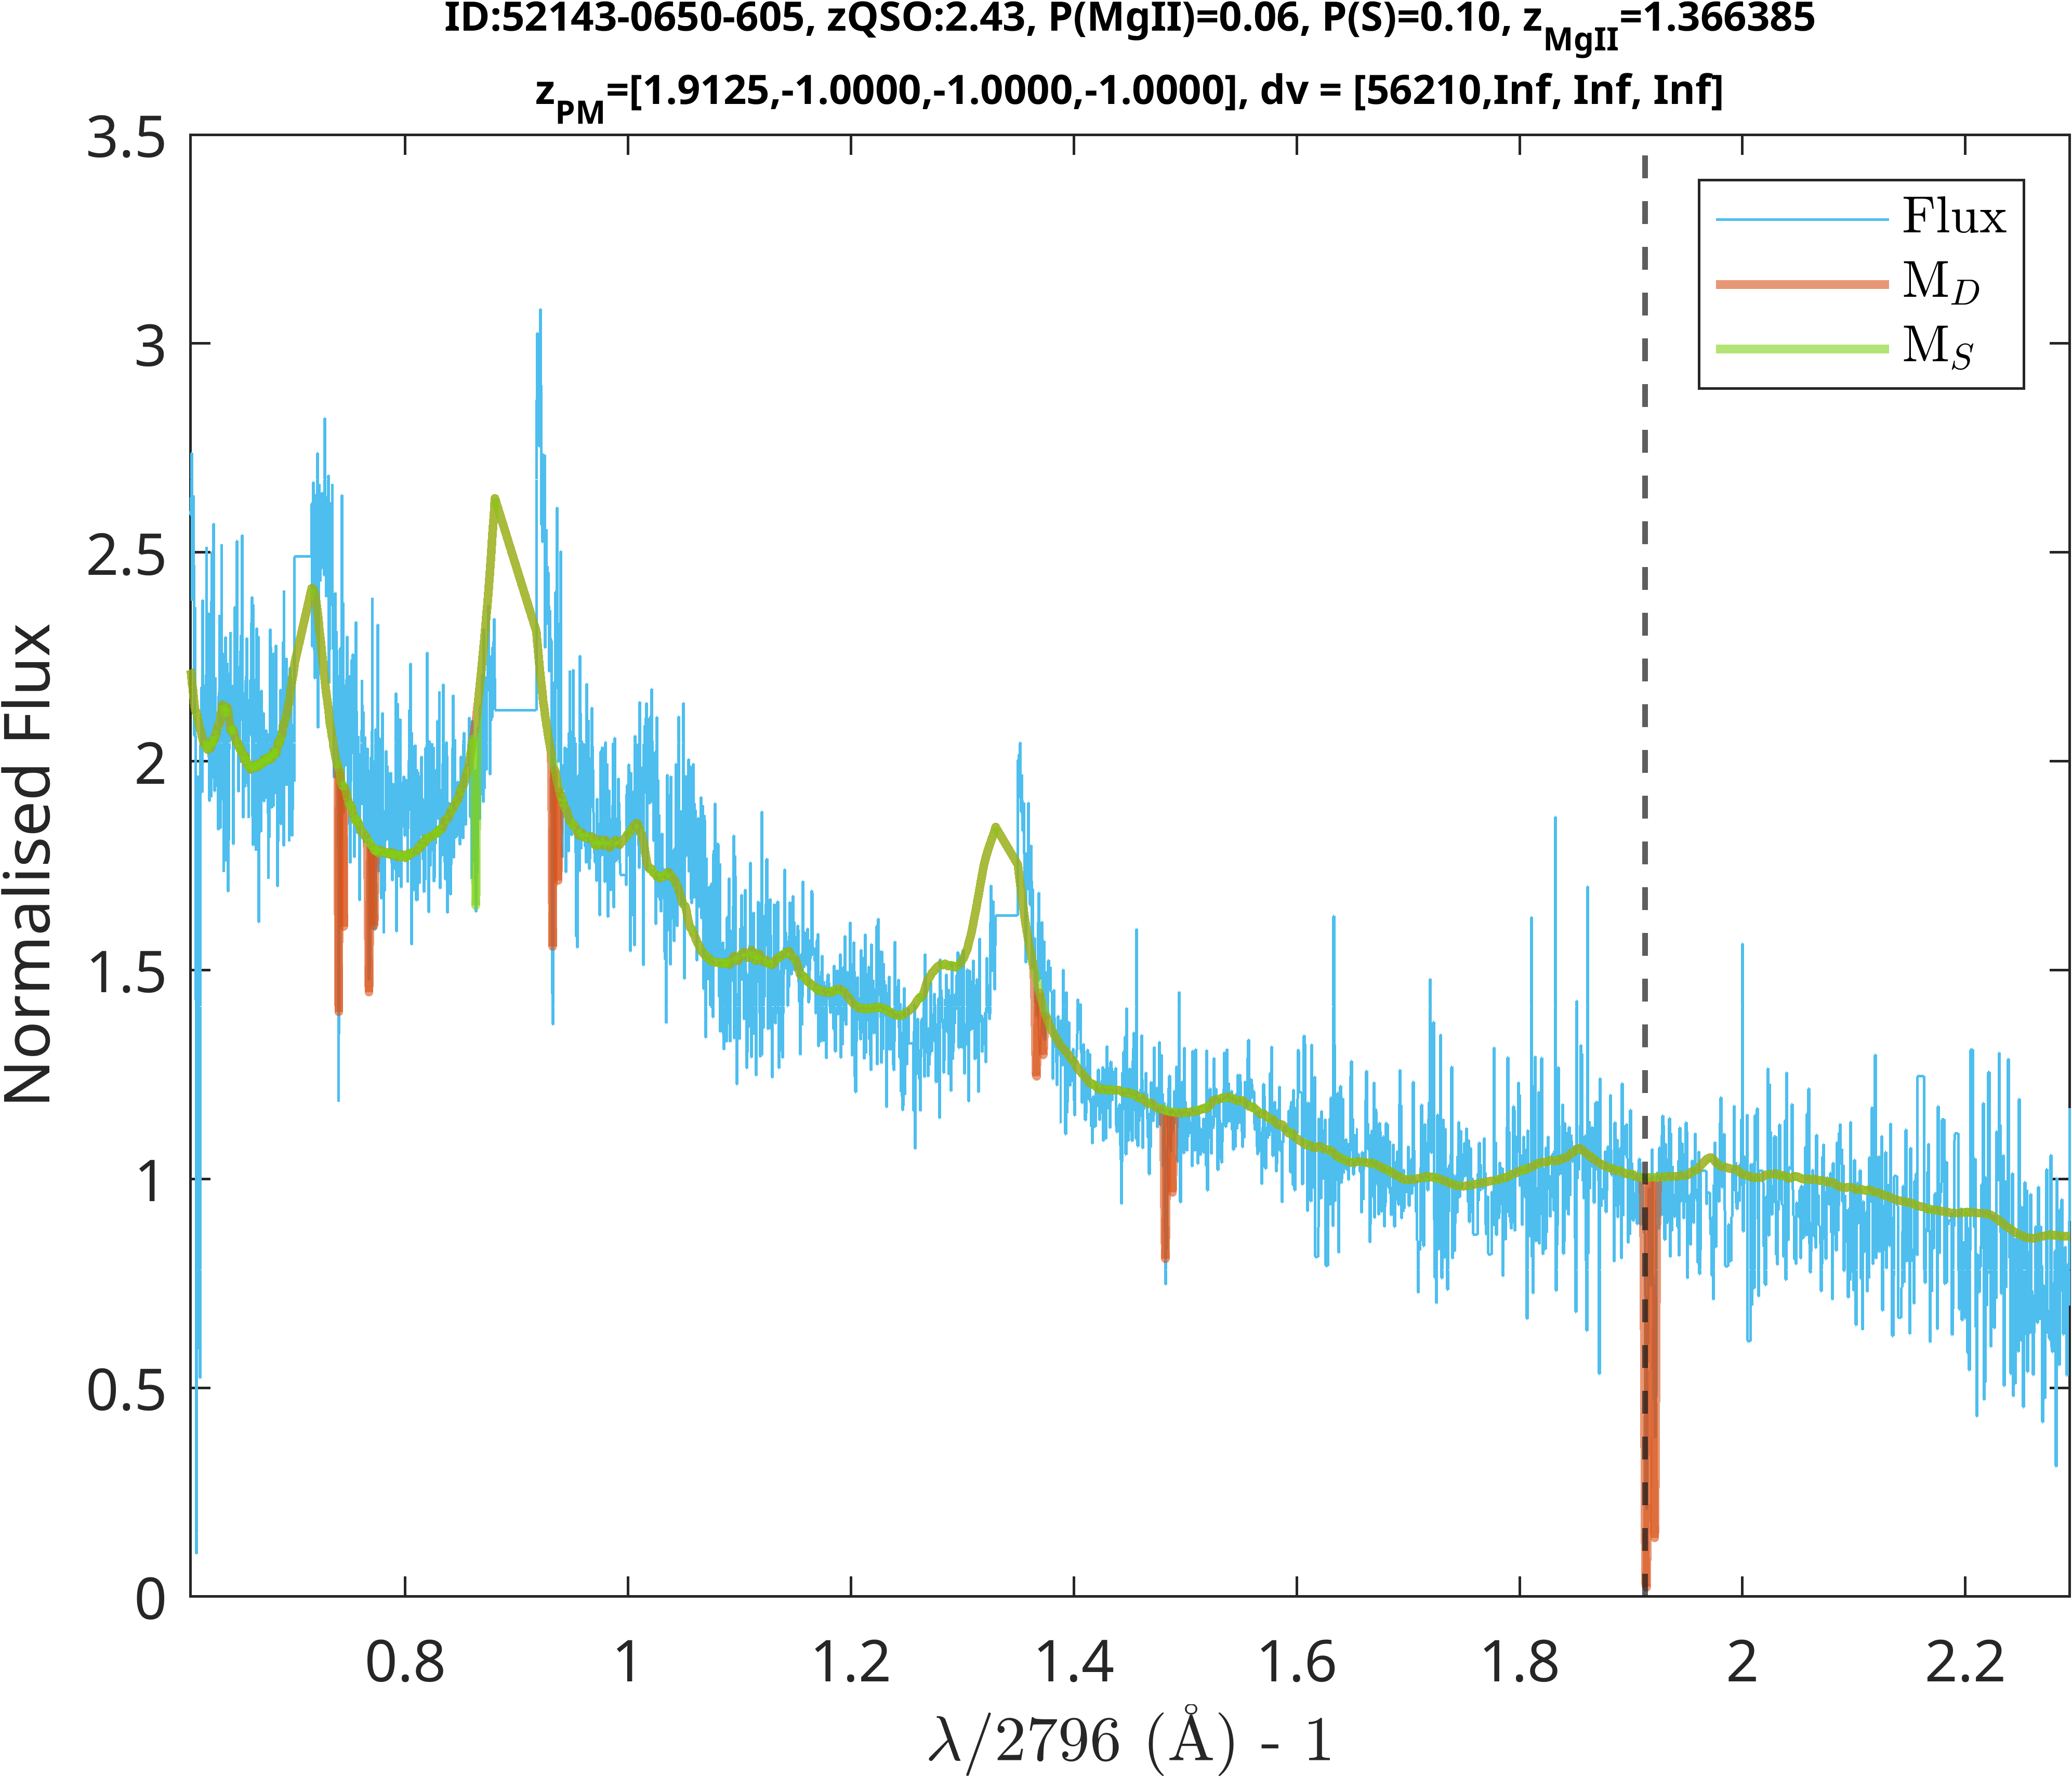 ID:52143-0650-605, zQSO:2.43, P(MgII)=0.06, P(S)=0.10, zMgII=1.366385
zPM=[1.9125,-1.0000,-1.0000,-1.0000], dv = [56210,Inf, Inf, Inf]
3.5
3
2.5
2
1.5
1
0.5
0
Normalised Flux
Flux
MD
MS
0.8
1
1.2
1.4
1.6
1.8
2
2.2
λ/2796 (Å) - 1